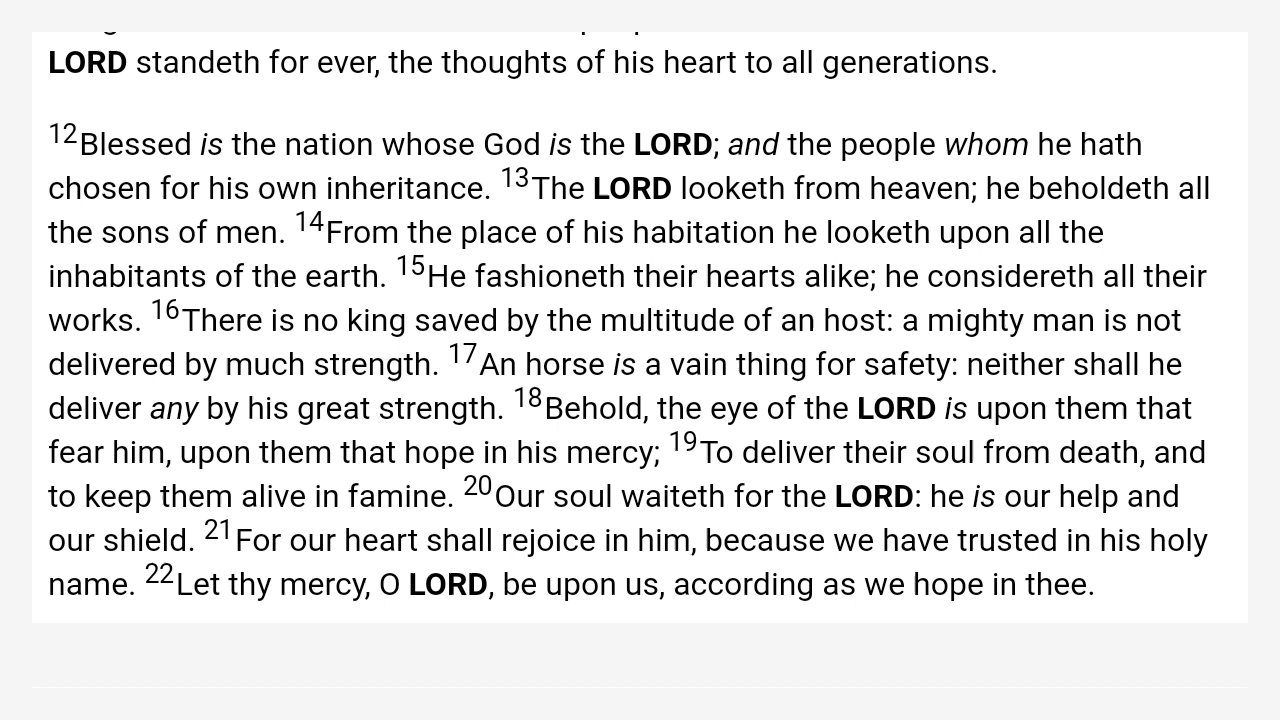 LORD standeth for ever, the thoughts of his heart to all generations.
12Blessed is the nation whose God is the LORD; and the people whom he hath
chosen for his own inheritance. 13The LORD looketh from heaven; he beholdeth all
the sons of men. 14From the place of his habitation he looketh upon all the
inhabitants of the earth. 15He fashioneth their hearts alike; he considereth all their
works. 16There is no king saved by the multitude of an host: a mighty man is not
delivered by much strength. 17An horse is a vain thing for safety: neither shall he
deliver any by his great strength. 18Behold, the eye of the LORD is upon them that
fear him, upon them that hope in his mercy; 19To deliver their soul from death, and
to keep them alive in famine. 20Our soul waiteth for the LORD: he is our help and
our shield. 21For our heart shall rejoice in him, because we have trusted in his holy
name. 22Let thy mercy, O LORD, be upon us, according as we hope in thee.